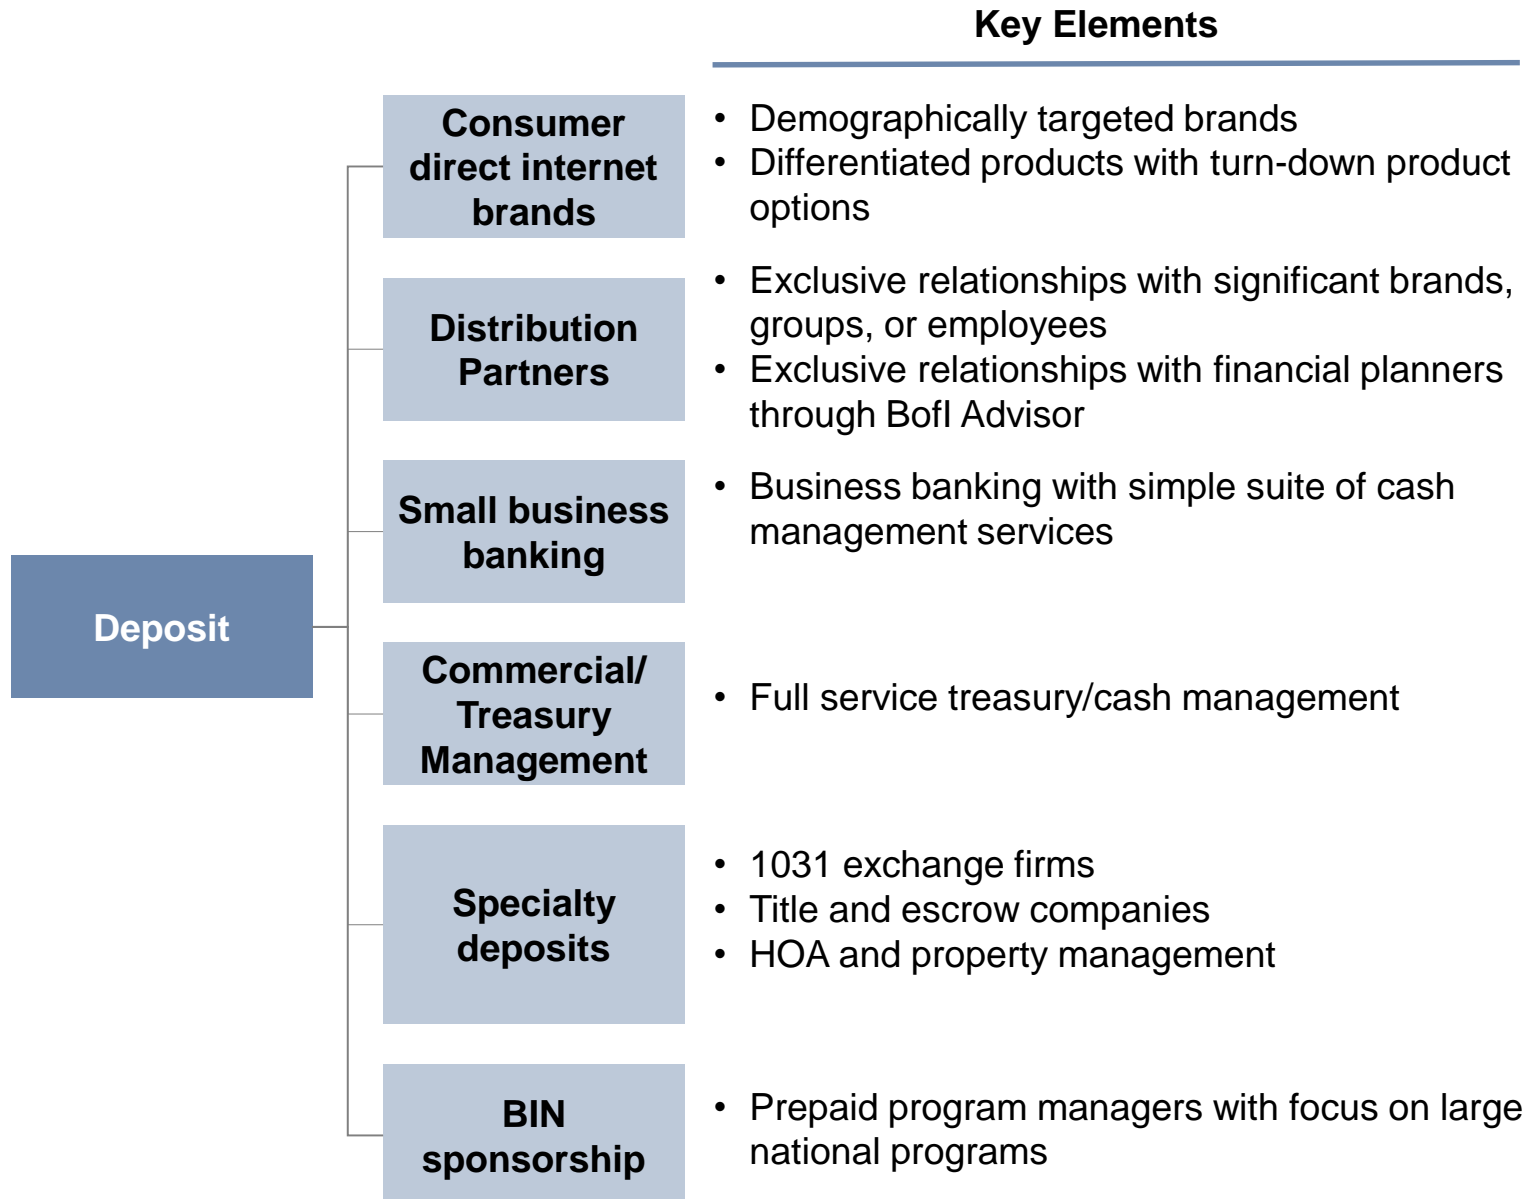 Key Elements
Consumer
direct internet
brands
• Demographically targeted brands
• Differentiated products with turn-down product
options
Distribution
Partners
• Exclusive relationships with significant brands,
groups, or employees
• Exclusive relationships with financial planners
through BofI Advisor
Small business
banking
• Business banking with simple suite of cash
management services
Deposit
Commercial/
Treasury
Management
• Full service treasury/cash management
Specialty
deposits
• 1031 exchange firms
• Title and escrow companies
• HOA and property management
BIN
sponsorship
• Prepaid program managers with focus on large
national programs